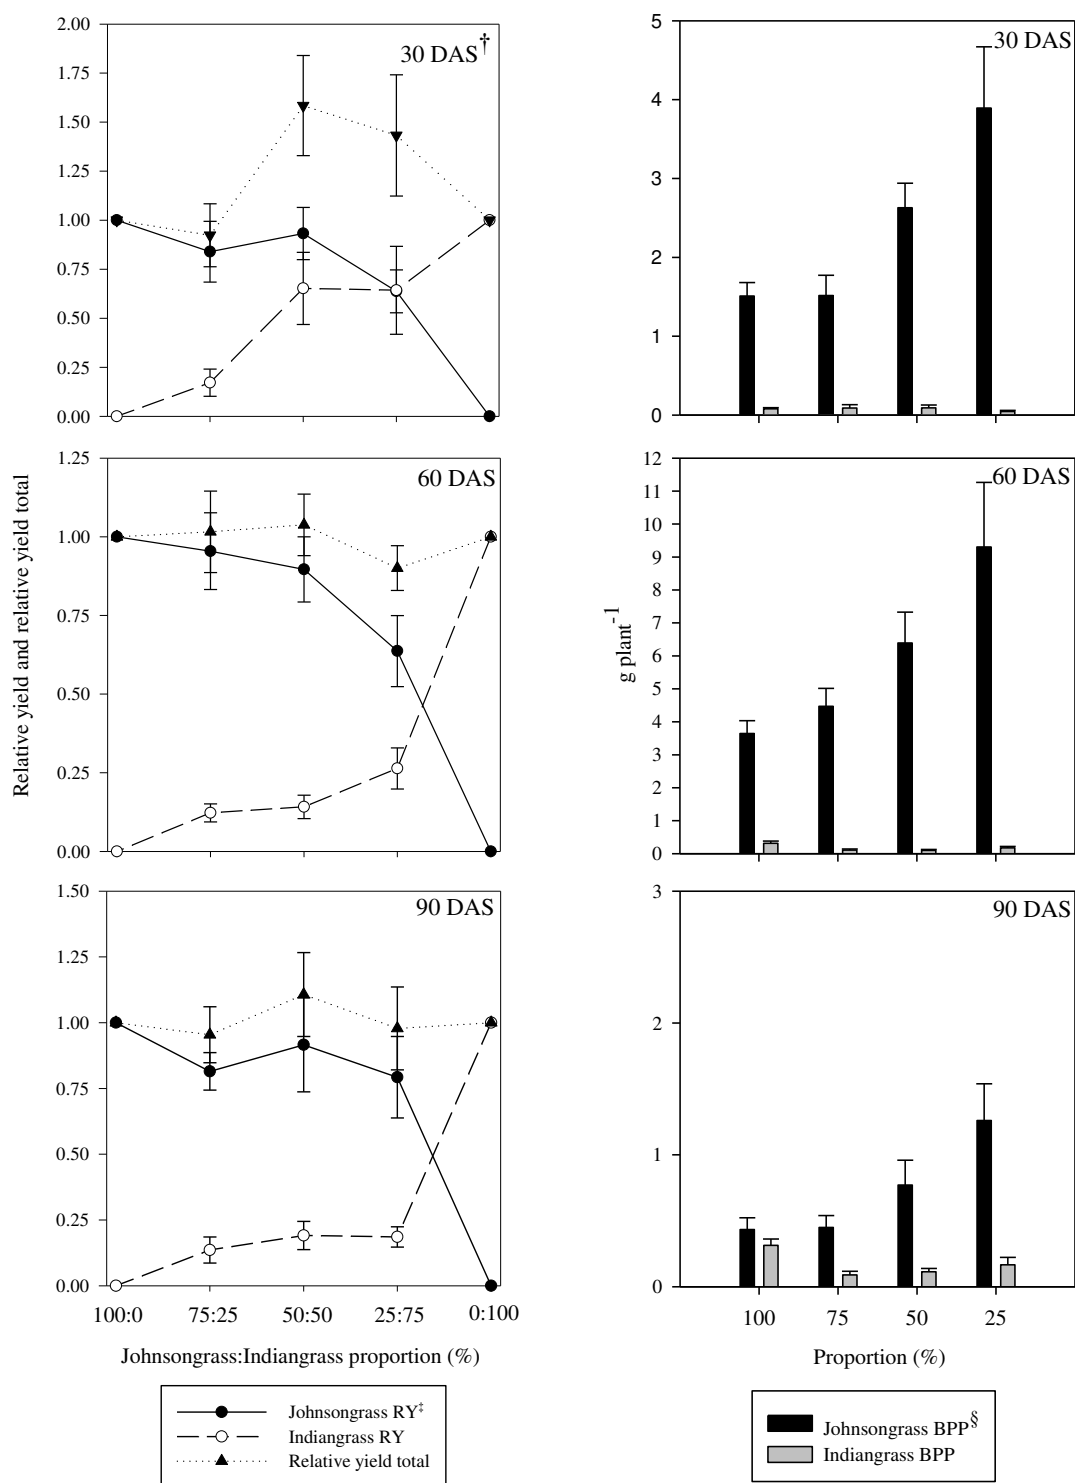 2.00
1.75
1.50
1.25
1.00
0.75
0.50
0.25
0.00
30 DAS†
5
4
3
2
1
0
30 DAS
Relative yield and relative yield total
1.25
1.00
0.75
0.50
0.25
0.00
60 DAS
g plant-1
12
11
10
9
8
7
6
5
4
3
2
1
0
60 DAS
1.50
1.25
1.00
0.75
0.50
0.25
0.00
90 DAS
100:0 75:25 50:50 25:75 0:100
Johnsongrass:Indiangrass proportion (%)
3
2
1
0
90 DAS
100 75 50 25
Proportion (%)
Johnsongrass RY‡
Indiangrass RY
Relative yield total
Johnsongrass BPP§
Indiangrass BPP